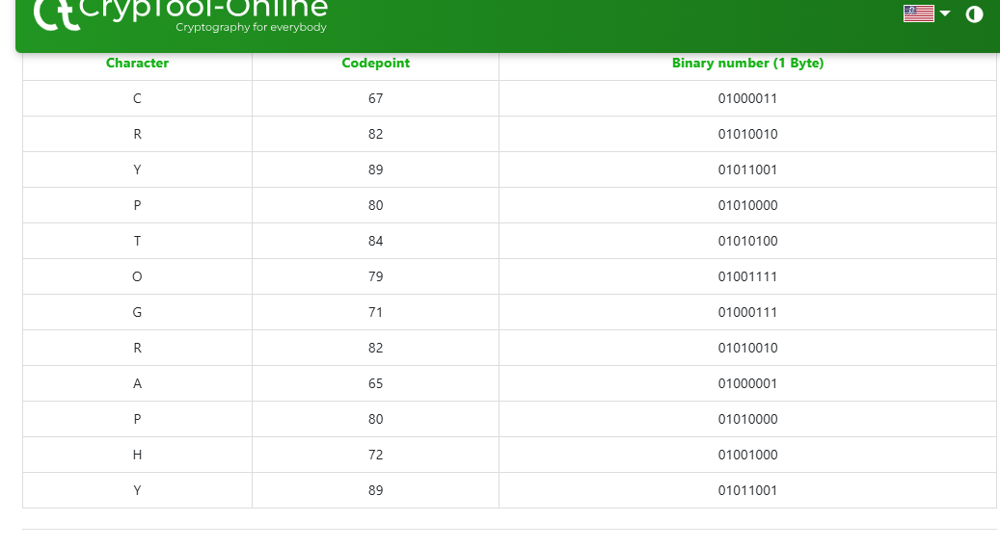 CrypTool-Online
Cryptography for everybody
Character Codepoint Binary number (1 Byte)
C 67 01000011
R 82 01010010
Y 89 01011001
P 80 01010000
T 84 01010100
O 79 01001111
G 71 01000111
R 82 01010010
A 65 01000001
P 80 01010000
H 72 01001000
Y 89 01011001